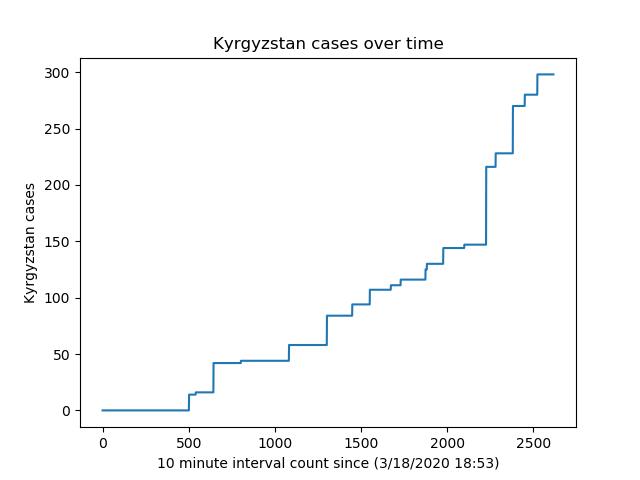 Kyrgyzstan cases over time
300
250
200
150
100
50
0
Kyrgyzstan cases
0 500 1000 1500 2000 2500
10 minute interval count since (3/18/2020 18:53)